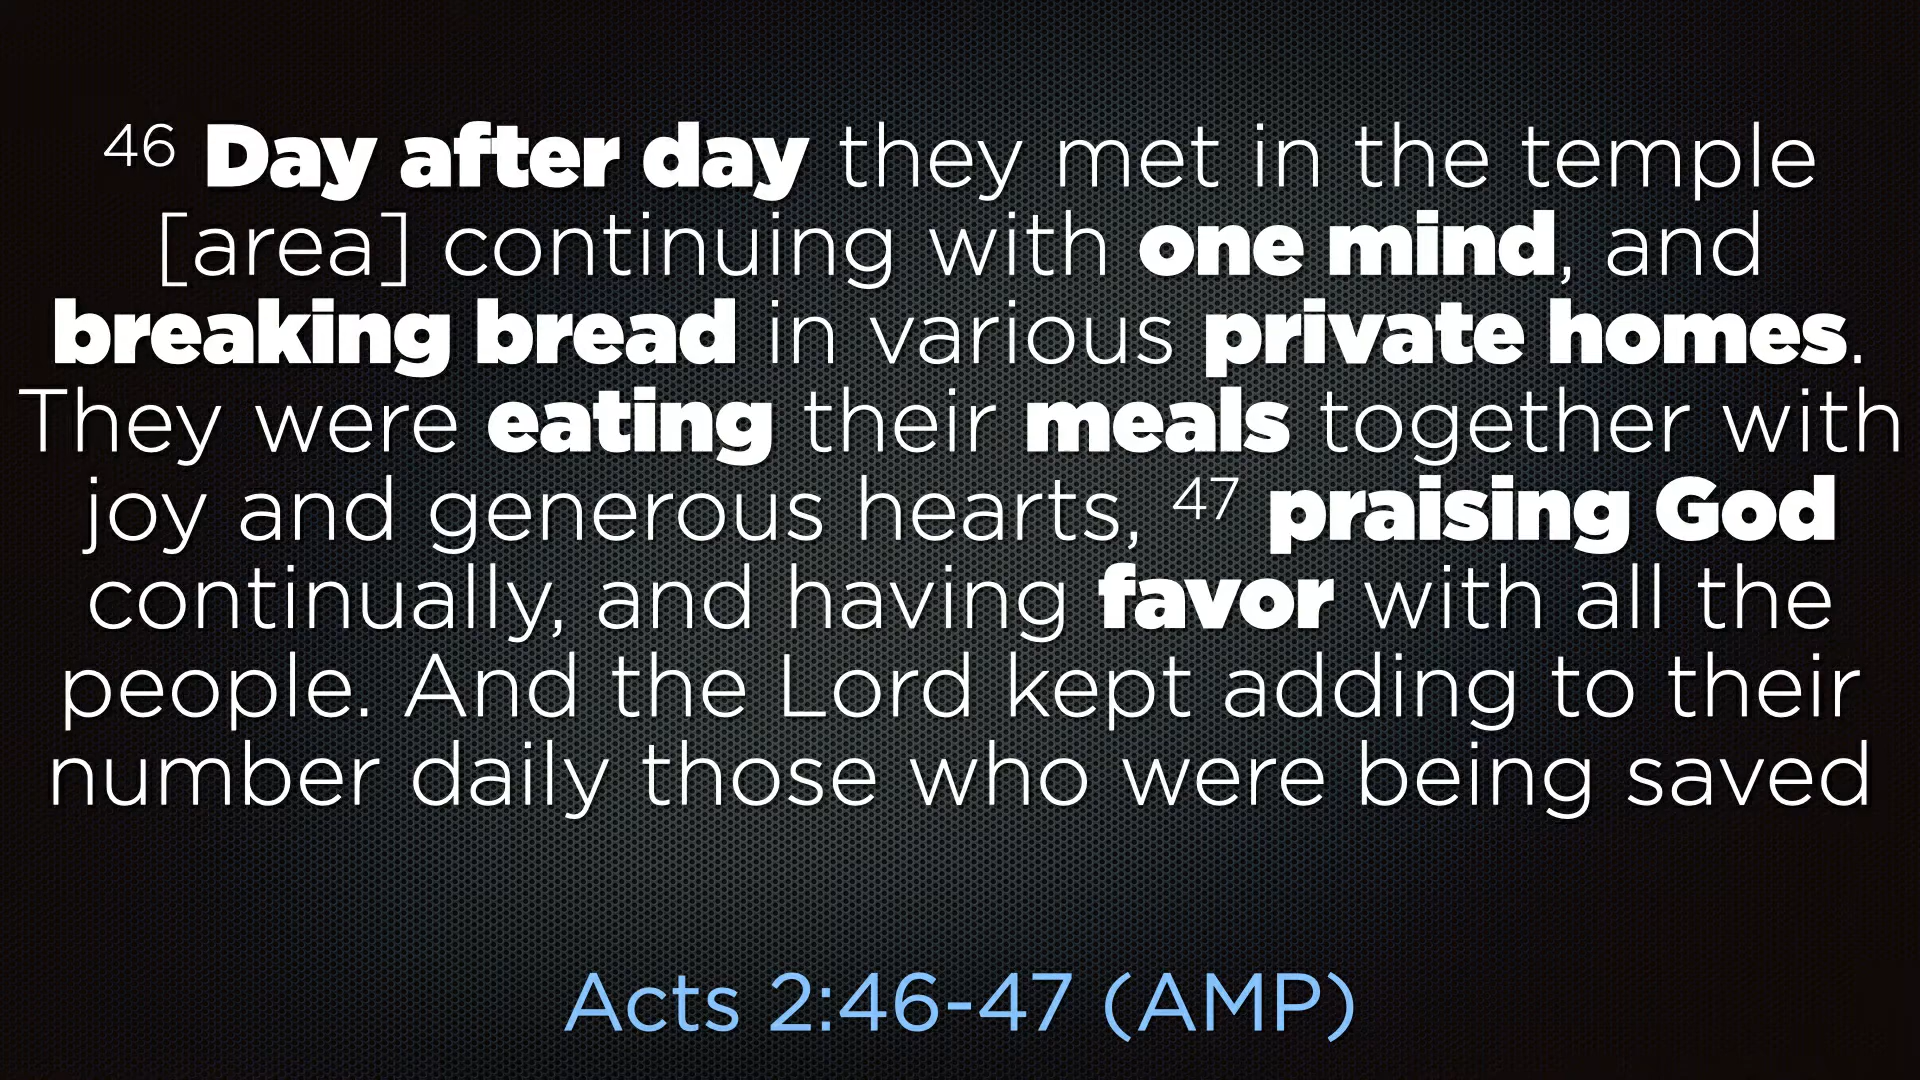 46 Day after day they met in the temple
[area] continuing with one mind, and
breaking bread in various private homes.
They were eating their meals together with
joy and generous hearts, 47 praising God
continually, and having favor with all the
people. And the Lord kept adding to their
number daily those who were being saved
Acts 2:46-47 (AMP)